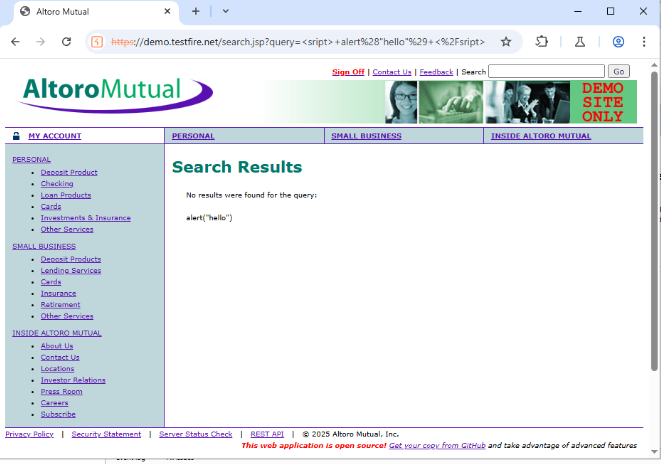 Altoro Mutual
https://demo.testfire.net/search.jsp?query=<sript>+alert%28"hello"%29+<%2Fsript>
Sign Off | Contact Us | Feedback | Search Go
AltoroMutual
DEMO
SITE
ONLY
MY ACCOUNT PERSONAL SMALL BUSINESS INSIDE ALTORO MUTUAL
PERSONAL
Deposit Product
Checking
Loan Products
Cards
Investments & Insurance
Other Services
SMALL BUSINESS
Deposit Products
Lending Services
Cards
Insurance
Retirement
Other Services
INSIDE ALTORO MUTUAL
About Us
Contact Us
Locations
Investor Relations
Press Room
Careers
Subscribe
Search Results
No results were found for the query:
alert("hello")
Privacy Policy | Security Statement | Server Status Check | REST API | © 2025 Altoro Mutual, Inc.
This web application is open source! Get your copy from GitHub and take advantage of advanced features